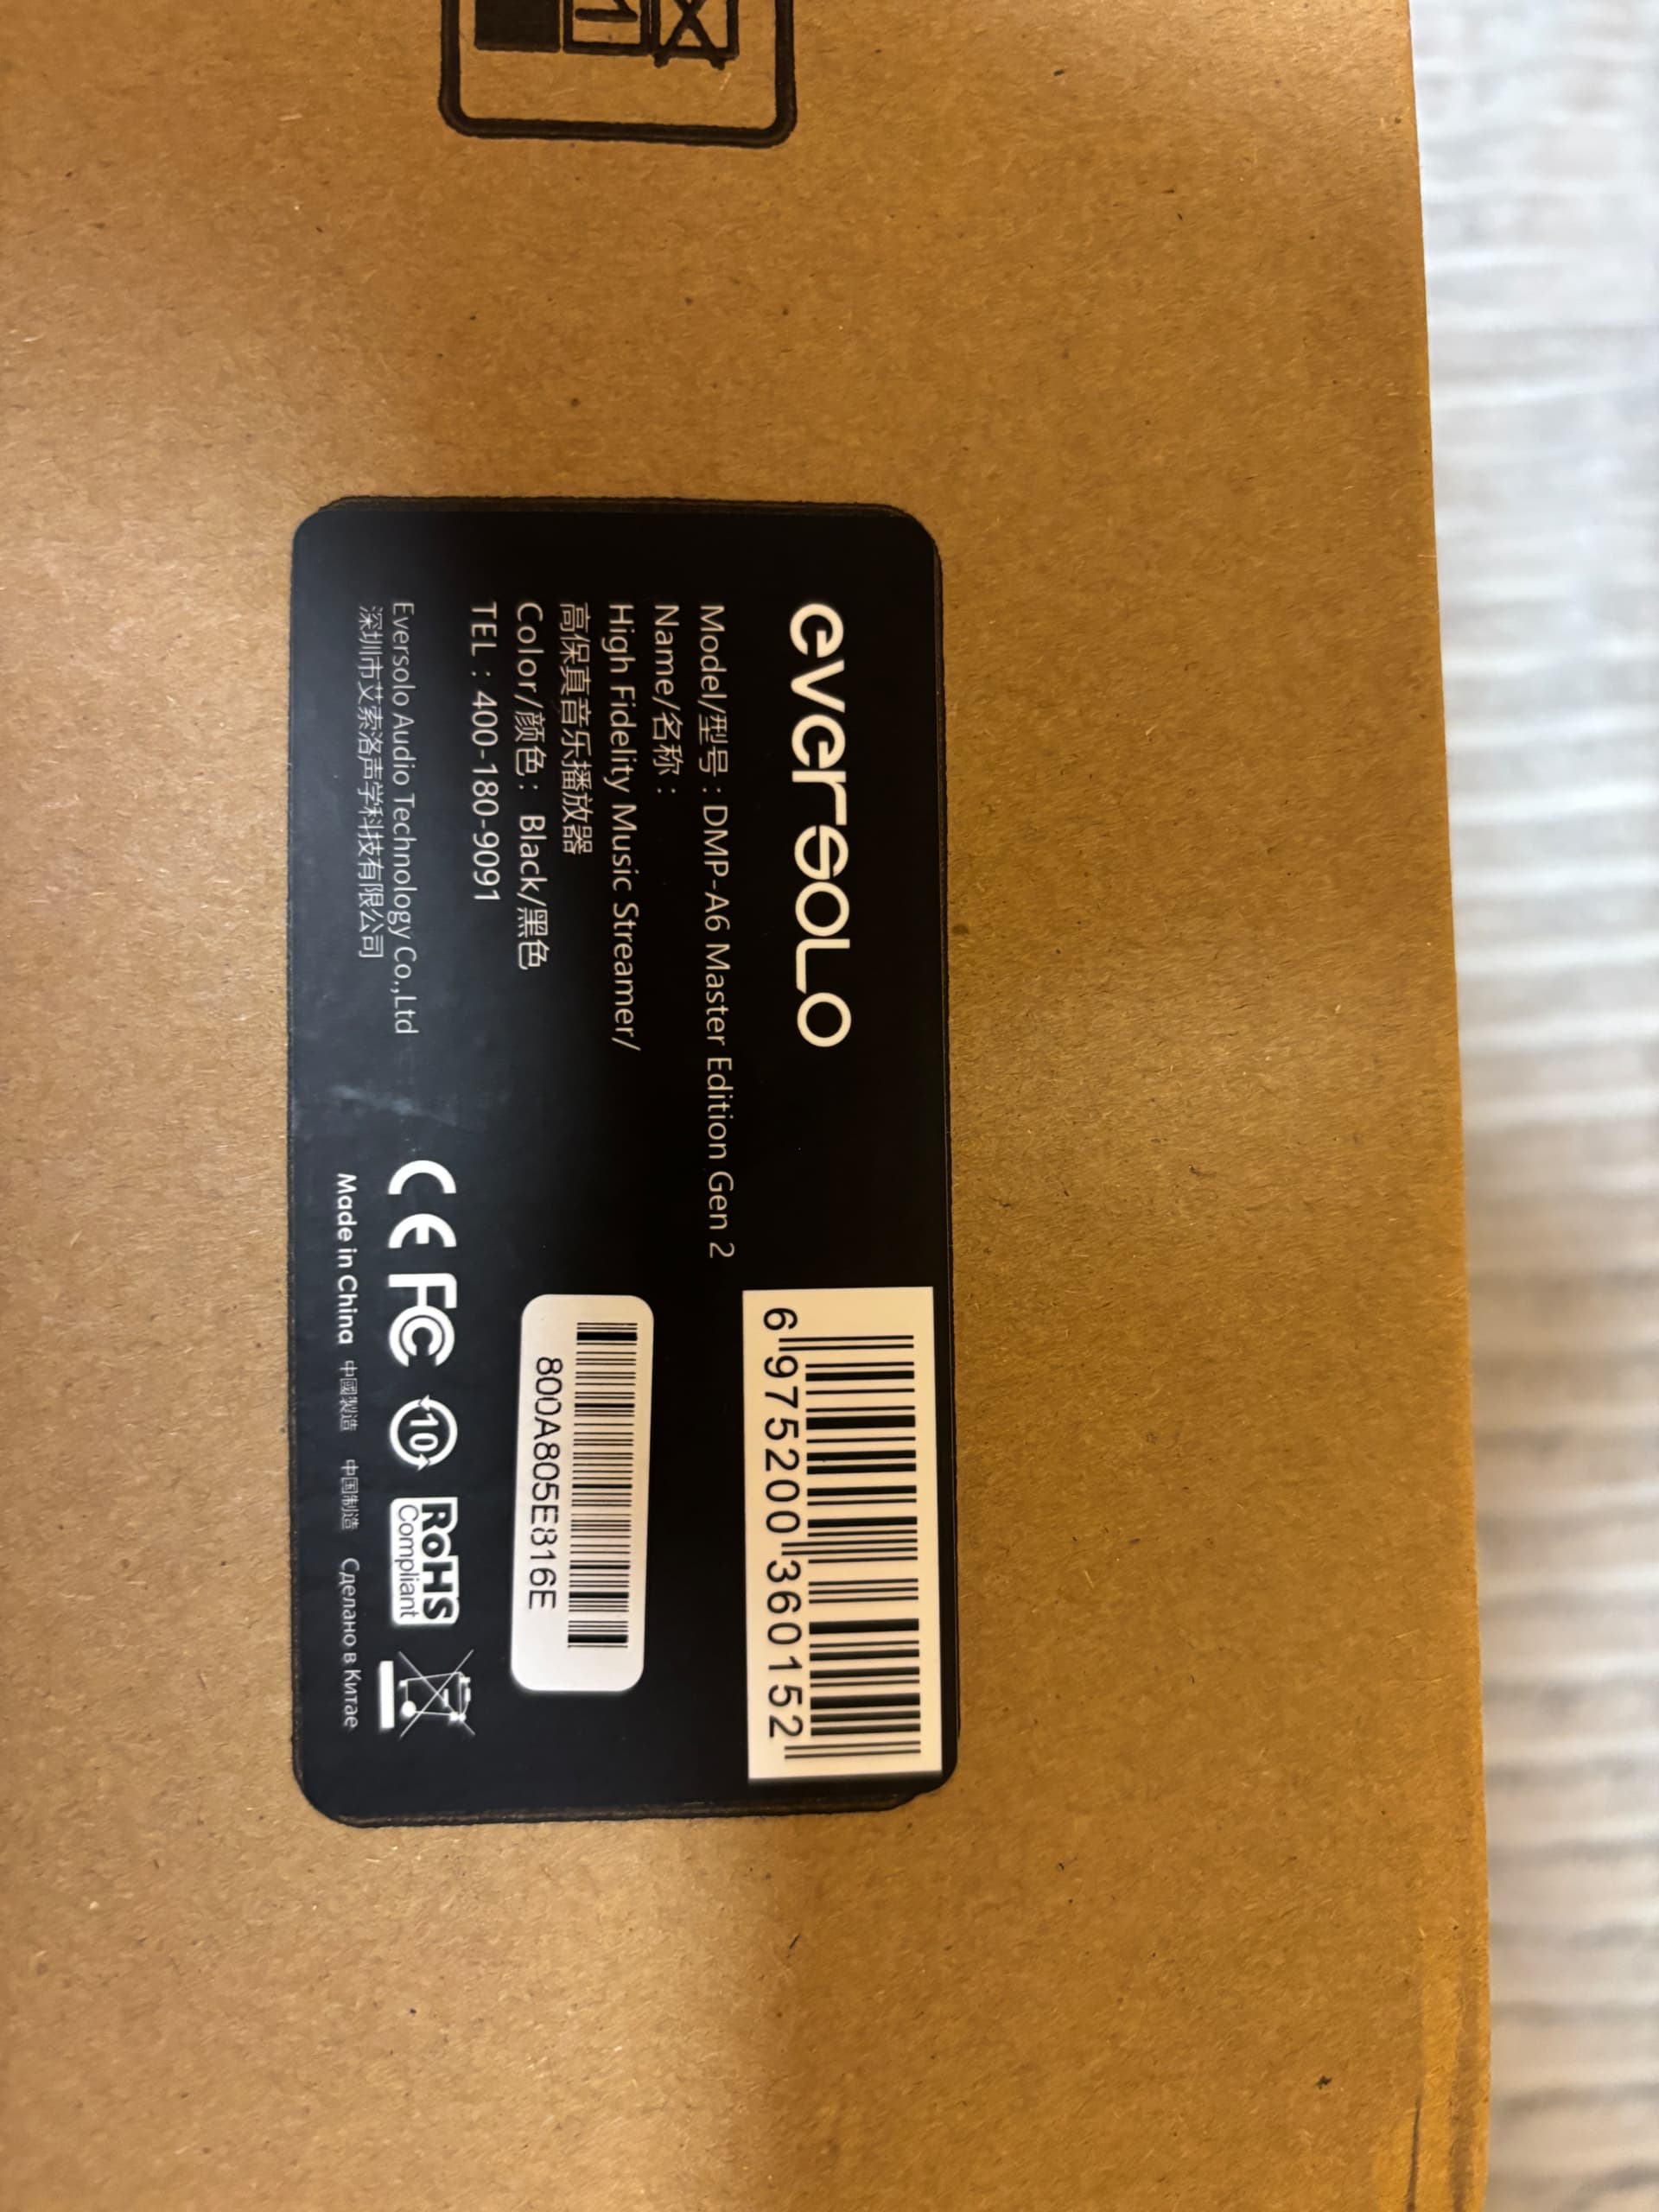 eversolo
Model/型号 : DMP-A6 Master Edition Gen 2
Name/名称 :
High Fidelity Music Streamer/
高保真音乐播放器
Color/颜色 : Black/黑色
TEL : 400-180-9091
Eversolo Audio Technology Co.,Ltd
深圳市艾索洛声学科技有限公司
6 975200 360152
800A805E816E
CE FC 10 RoHS
Compliant
Made in China 中國製造 中国制造 Сделано в Китае